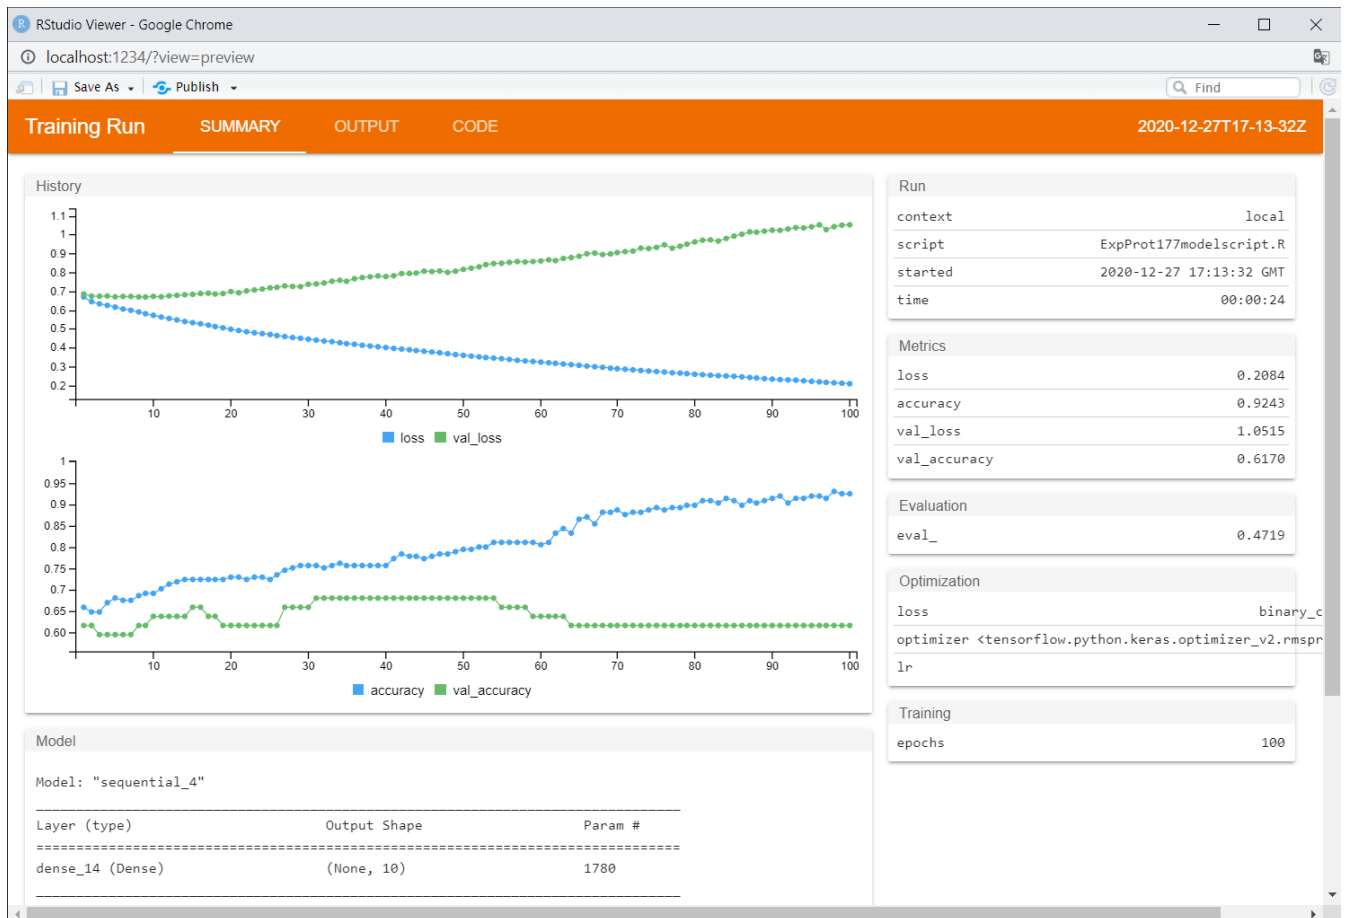 RStudio Viewer - Google Chrome
localhost:1234/?view=preview
Save As Publish Find
Training Run SUMMARY OUTPUT CODE 2020-12-27T17-13-32Z
History
1.1
1
0.9
0.8
0.7
0.6
0.5
0.4
0.3
0.2
10 20 30 40 50 60 70 80 90 100
loss val_loss
1
0.95
0.9
0.85
0.8
0.75
0.7
0.65
0.60
10 20 30 40 50 60 70 80 90 100
accuracy val_accuracy
Run
context local
script ExpProt177modelscript.R
started 2020-12-27 17:13:32 GMT
time 00:00:24
Metrics
loss 0.2084
accuracy 0.9243
val_loss 1.0515
val_accuracy 0.6170
Evaluation
eval_ 0.4719
Optimization
loss binary_c
optimizer <tensorflow.python.keras.optimizer_v2.rmspr
lr
Training
epochs 100
Model
Model: "sequential_4"
Layer (type) Output Shape Param #
dense_14 (Dense) (None, 10) 1780